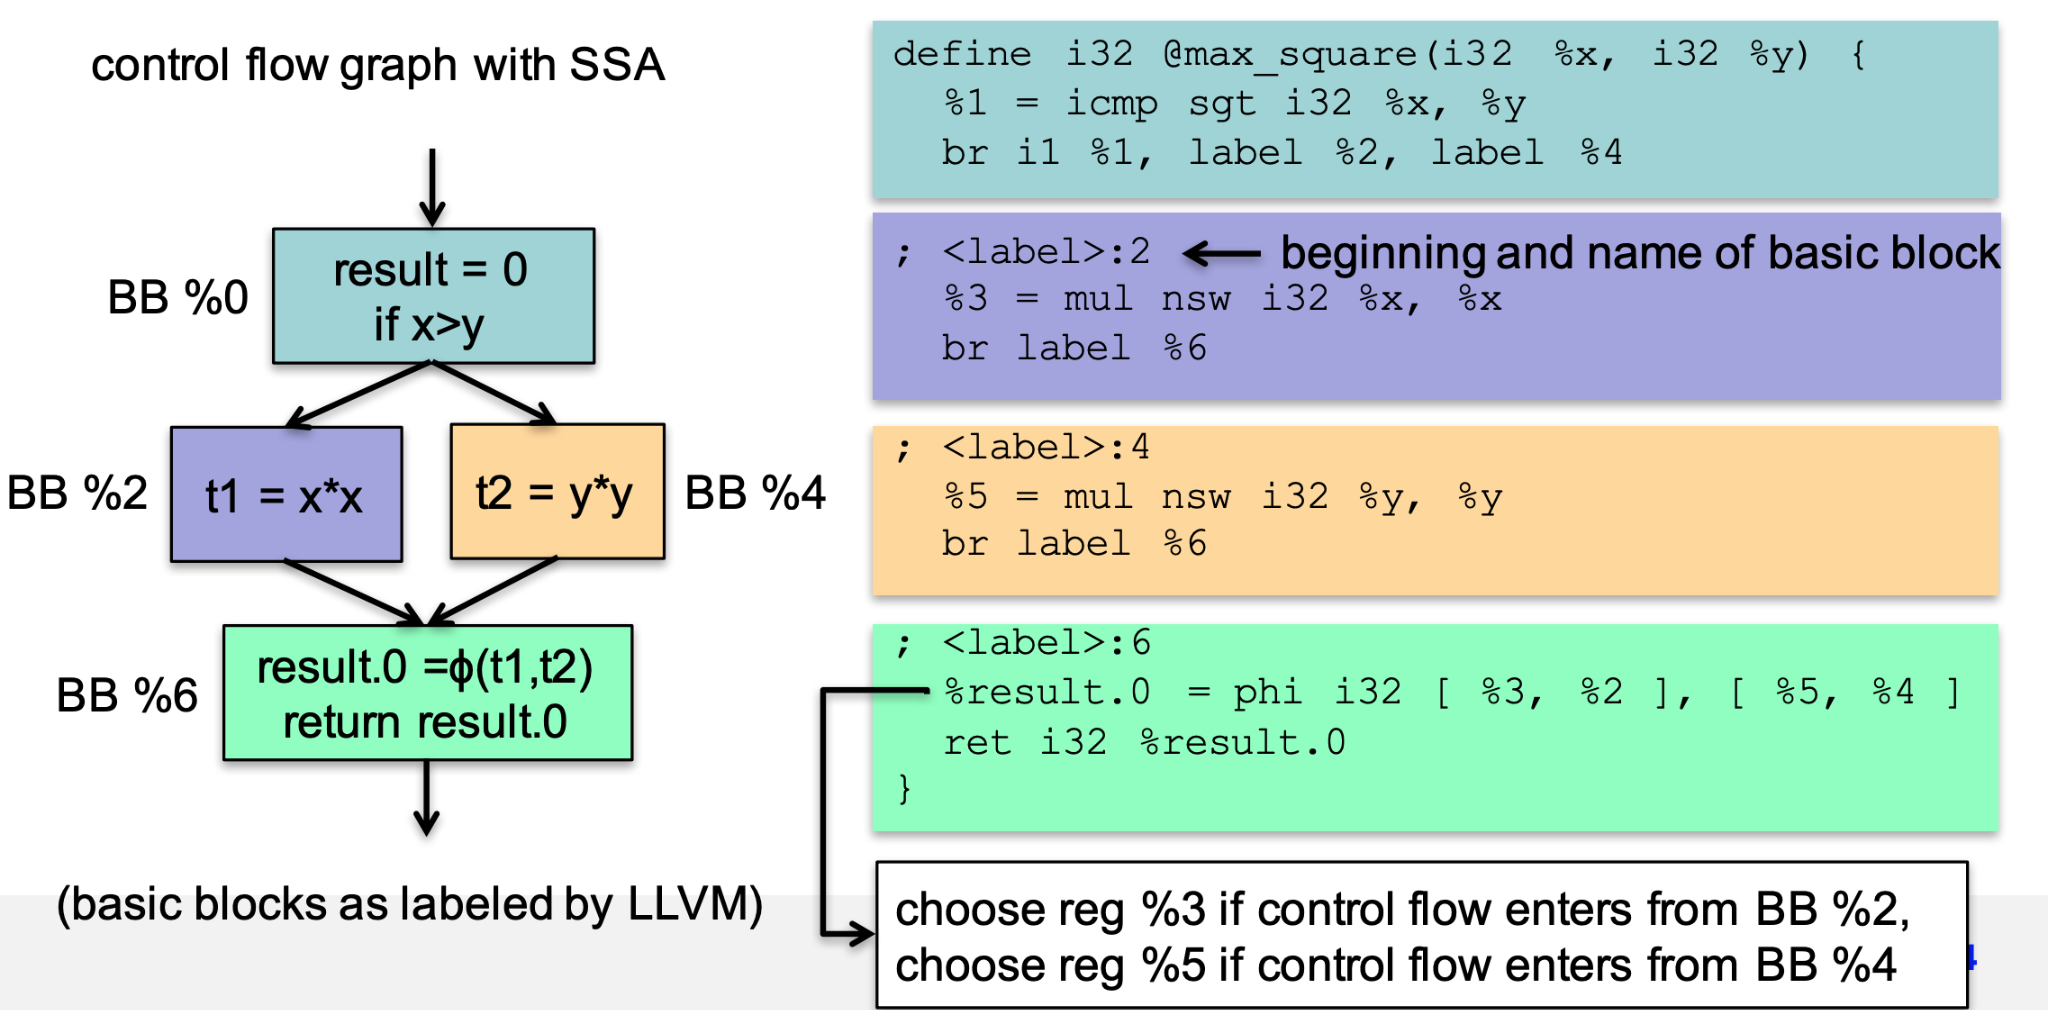 control flow graph with SSA
BB %0
result = 0
if x>y
BB %2
t1 = x*x
t2 = y*y
BB %4
BB %6
result.0 =ϕ(t1,t2)
return result.0
(basic blocks as labeled by LLVM)
define i32 @max_square(i32 %x, i32 %y) {
%1 = icmp sgt i32 %x, %y
br i1 %1, label %2, label %4
; <label>:2
beginning and name of basic block
%3 = mul nsw i32 %x, %x
br label %6
; <label>:4
%5 = mul nsw i32 %y, %y
br label %6
; <label>:6
%result.0 = phi i32 [ %3, %2 ], [ %5, %4 ]
ret i32 %result.0
}
choose reg %3 if control flow enters from BB %2,
choose reg %5 if control flow enters from BB %4